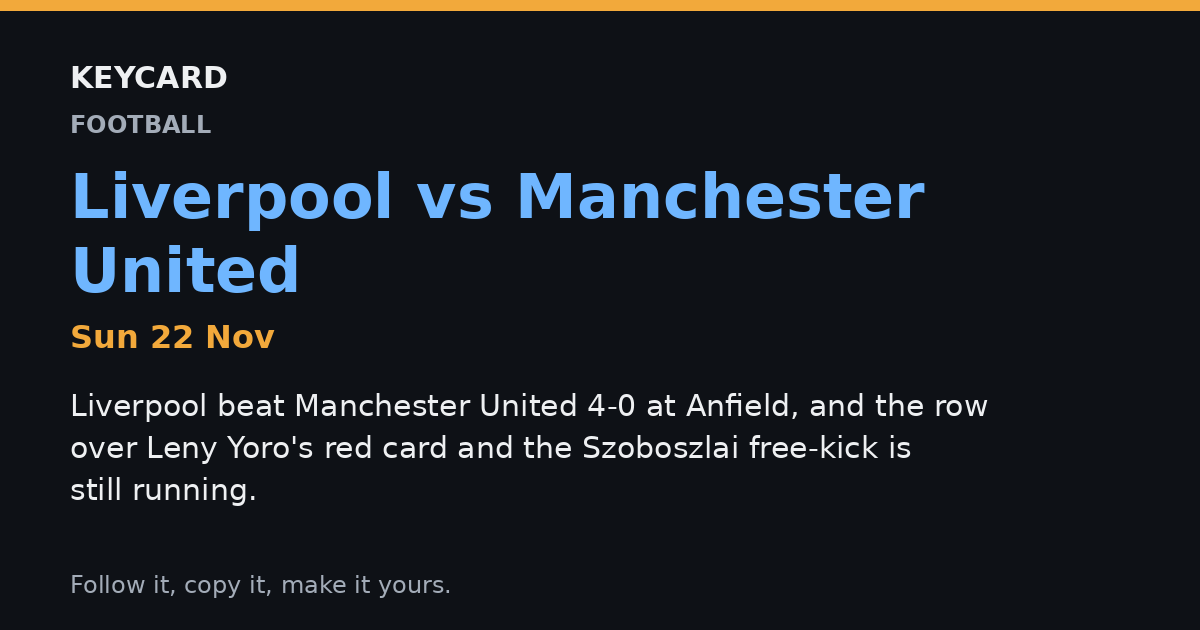 KEYCARD
FOOTBALL
Liverpool vs Manchester
United
Sun 22 Nov
Liverpool beat Manchester United 4-0 at Anfield, and the row
over Leny Yoro's red card and the Szoboszlai free-kick is
still running.
Follow it, copy it, make it yours.